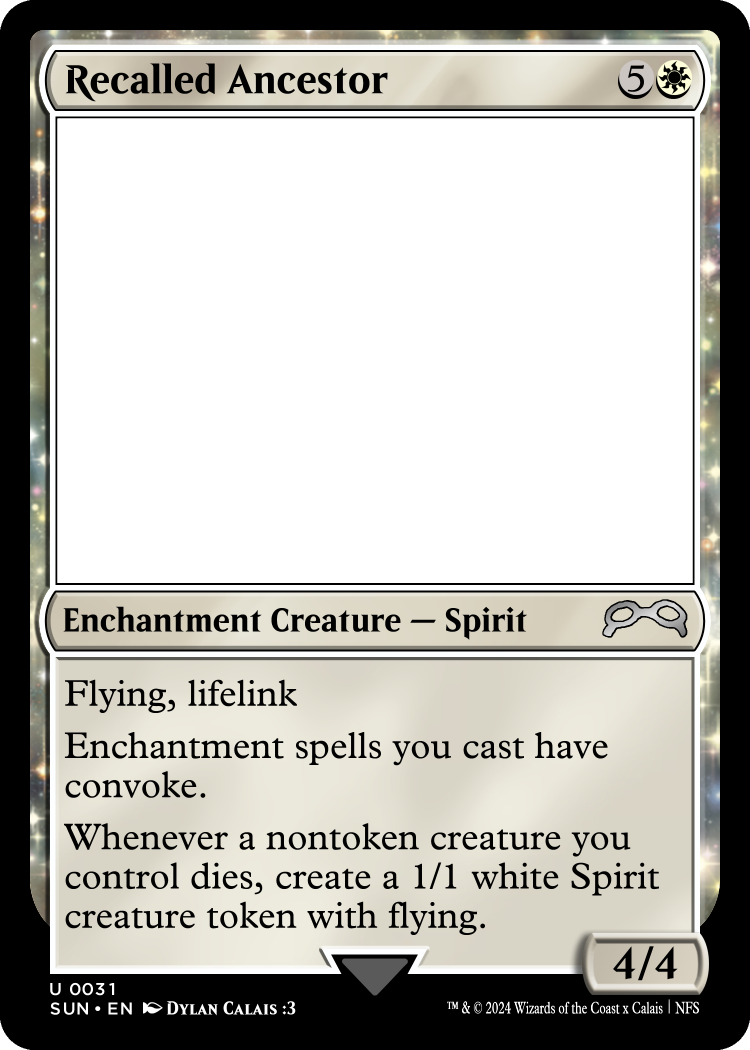 Recalled Ancestor 5
Enchantment Creature — Spirit
Flying, lifelink
Enchantment spells you cast have
convoke.
Whenever a nontoken creature you
control dies, create a 1/1 white Spirit
creature token with flying.
4/4
U 0031
SUN • EN Dylan Calais :3
™ & © 2024 Wizards of the Coast x Calais | NFS